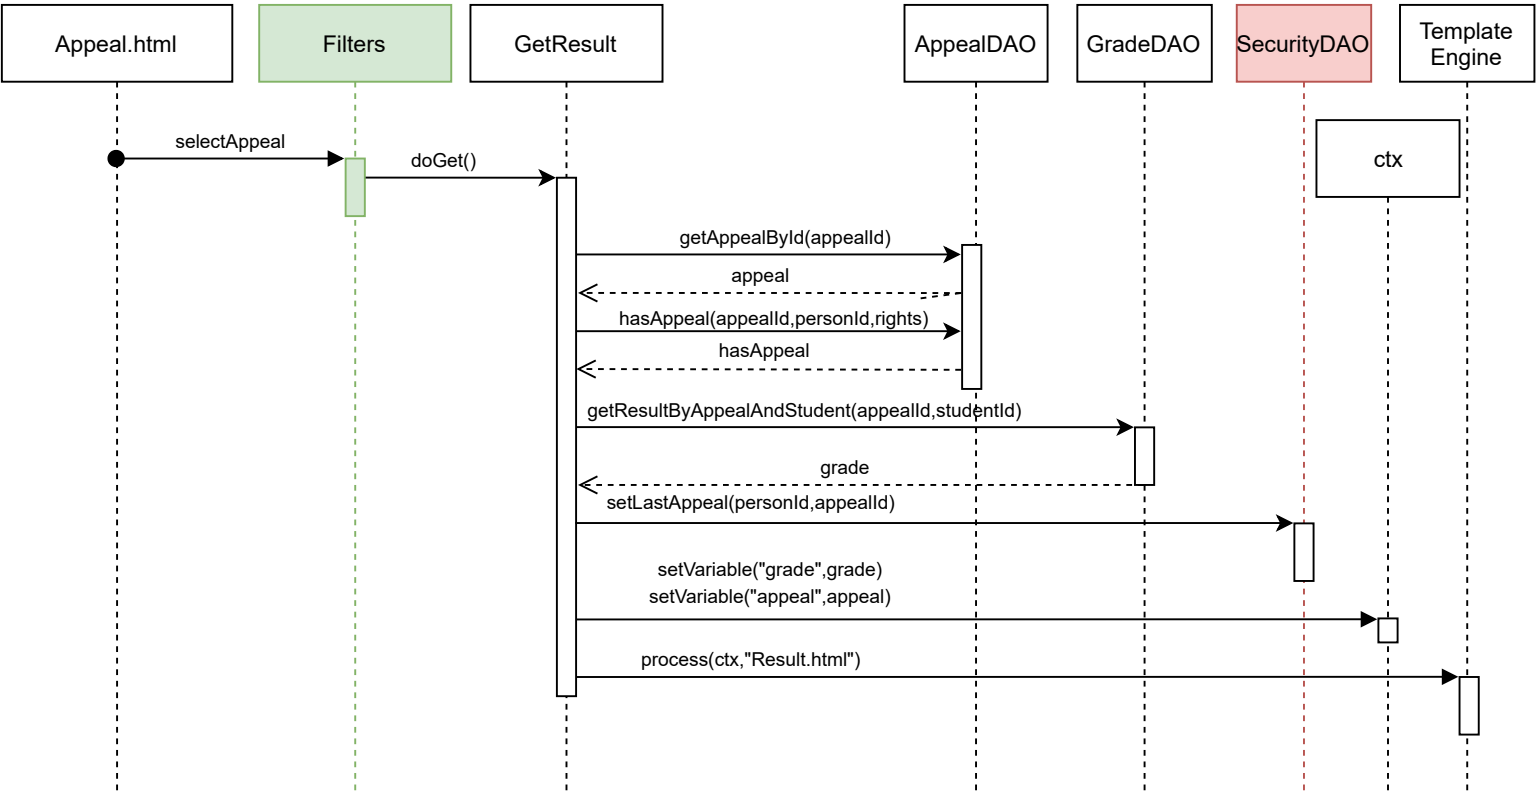 Appeal.html
Filters
GetResult
AppealDAO
GradeDAO
SecurityDAO
Template
Engine
ctx
selectAppeal
doGet()
getAppealById(appealId)
appeal
hasAppeal(appealId,personId,rights)
hasAppeal
getResultByAppealAndStudent(appealId,studentId)
grade
setLastAppeal(personId,appealId)
setVariable("grade",grade)
setVariable("appeal",appeal)
process(ctx,"Result.html")